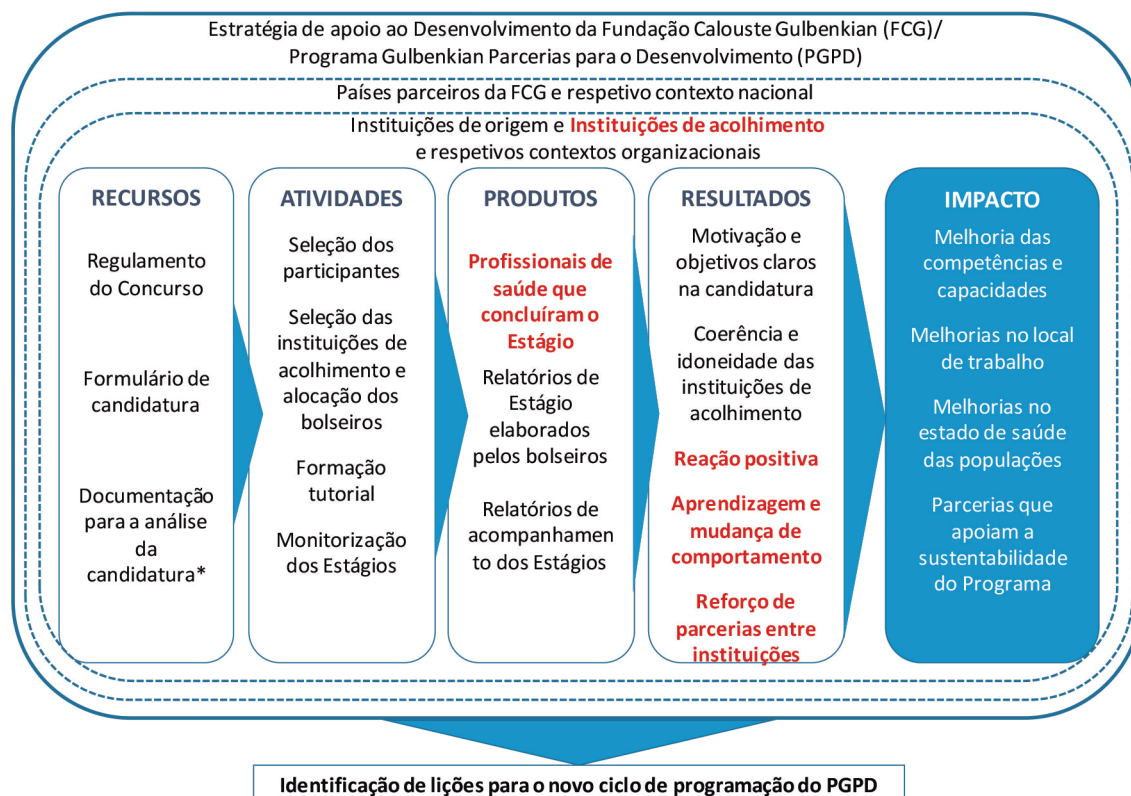 Estratégia de apoio ao Desenvolvimento da Fundação Calouste Gulbenkian (FCG)/
Programa Gulbenkian Parcerias para o Desenvolvimento (PGPD)
Países parceiros da FCG e respetivo contexto nacional
Instituições de origem e Instituições de acolhimento
e respetivos contextos organizacionais
RECURSOS
Regulamento
do Concurso
Formulário de
candidatura
Documentação
para a análise
da
candidatura*
ATIVIDADES
Seleção dos
participantes
Seleção das
instituições de
acolhimento e
alocação dos
bolseiros
Formação
tutorial
Monitorização
dos Estágios
PRODUTOS
Profissionais de
saúde que
concluíram o
Estágio
Relatórios de
Estágio
elaborados
pelos bolseiros
Relatórios de
acompanhamen
to dos Estágios
RESULTADOS
Motivação e
objetivos claros
na candidatura
Coerência e
idoneidade das
instituições de
acolhimento
Reação positiva
Aprendizagem e
mudança de
comportamento
Reforço de
parcerias entre
instituições
IMPACTO
Melhoria das
competências e
capacidades
Melhorias no local
de trabalho
Melhorias no
estado de saúde
das populações
Parcerias que
apoiam a
sustentabilidade
do Programa
Identificação de lições para o novo ciclo de programação do PGPD